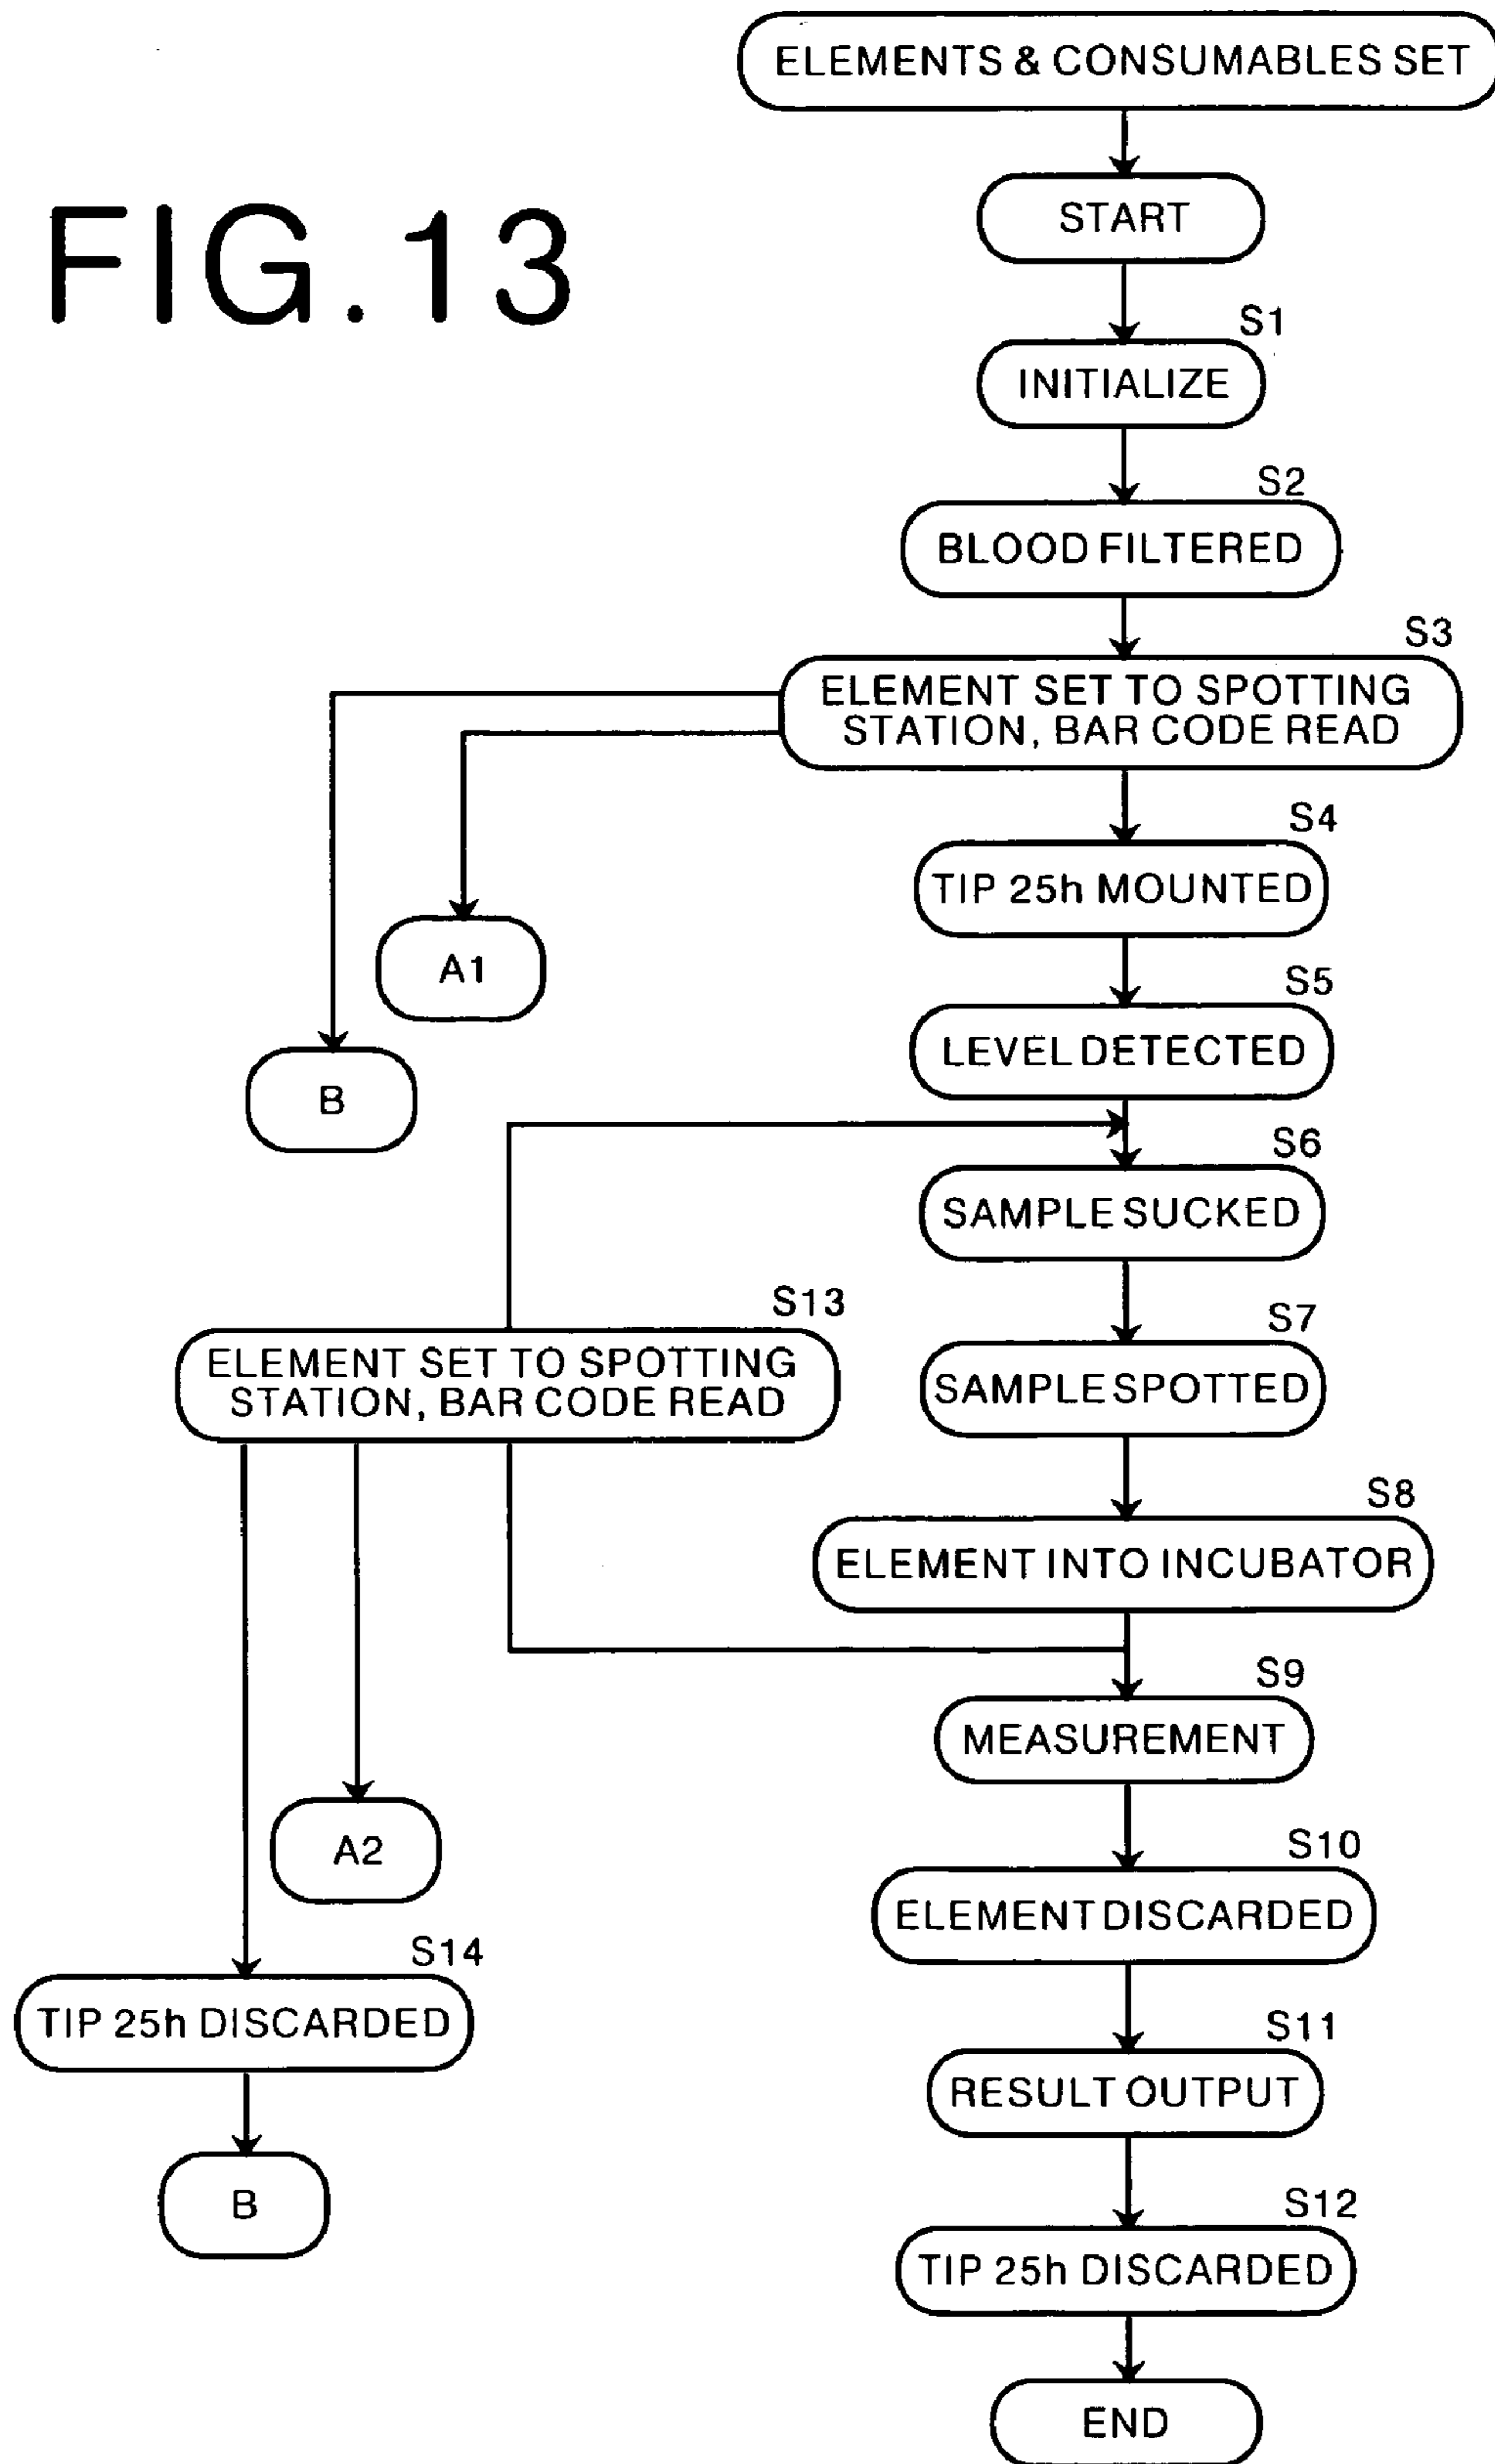 FIG.13
ELEMENTS & CONSUMABLES SET
START
S1
INITIALIZE
S2
BLOOD FILTERED
S3
ELEMENT SET TO SPOTTING
STATION, BAR CODE READ
S4
TIP 25h MOUNTED
A1
S5
LEVEL DETECTED
B
S6
SAMPLE SUCKED
S13
ELEMENT SET TO SPOTTING
STATION, BAR CODE READ
S7
SAMPLE SPOTTED
S8
ELEMENT INTO INCUBATOR
S9
MEASUREMENT
A2
S10
ELEMENT DISCARDED
S14
TIP 25h DISCARDED
S11
RESULT OUTPUT
B
S12
TIP 25h DISCARDED
END